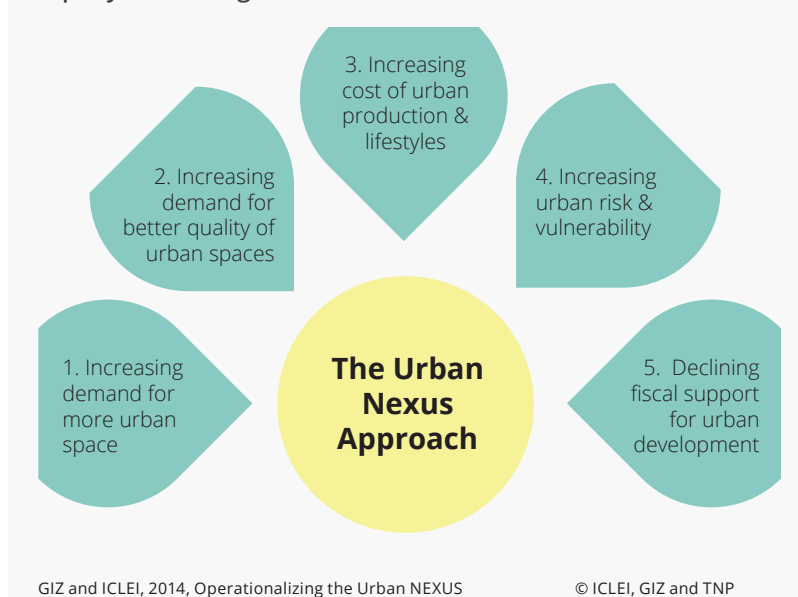 3. Increasing
cost of urban
production &
lifestyles
2. Increasing
demand for
better quality of
urban spaces
4. Increasing
urban risk &
vulnerability
The Urban
Nexus
Approach
1. Increasing
demand for
more urban
space
5. Declining
fiscal support
for urban
development
GIZ and ICLEI, 2014, Operationalizing the Urban NEXUS
© ICLEI, GIZ and TNP